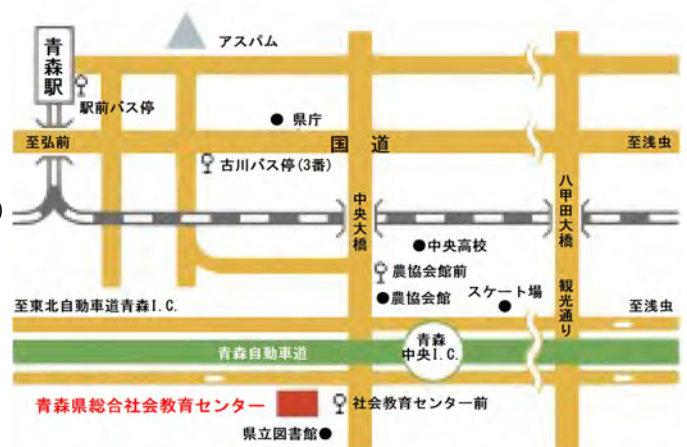 アスパム
青森駅
駅前バス停
県庁
至弘前
国道
至浅虫
古川バス停(3番)
中央大橋
八甲田大橋
中央高校
農協会館前
農協会館
スケート場
観光通り
至東北自動車道青森I.C.
至浅虫
青森自動車道
青森
中央I.C.
青森県総合社会教育センター
社会教育センター前
県立図書館